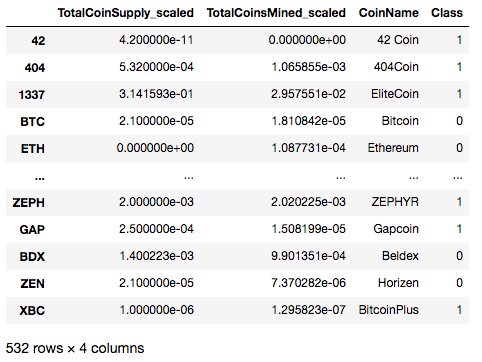 TotalCoinSupply_scaled TotalCoinsMined_scaled CoinName Class
42 4.200000e-11 0.000000e+00 42 Coin 1
404 5.320000e-04 1.065855e-03 404Coin 1
1337 3.141593e-01 2.957551e-02 EliteCoin 1
BTC 2.100000e-05 1.810842e-05 Bitcoin 0
ETH 0.000000e+00 1.087731e-04 Ethereum 0
... ... ... ... ...
ZEPH 2.000000e-03 2.020225e-03 ZEPHYR 1
GAP 2.500000e-04 1.508199e-05 Gapcoin 1
BDX 1.400223e-03 9.901351e-04 Beldex 0
ZEN 2.100000e-05 7.370282e-06 Horizen 0
XBC 1.000000e-06 1.295823e-07 BitcoinPlus 1
532 rows × 4 columns